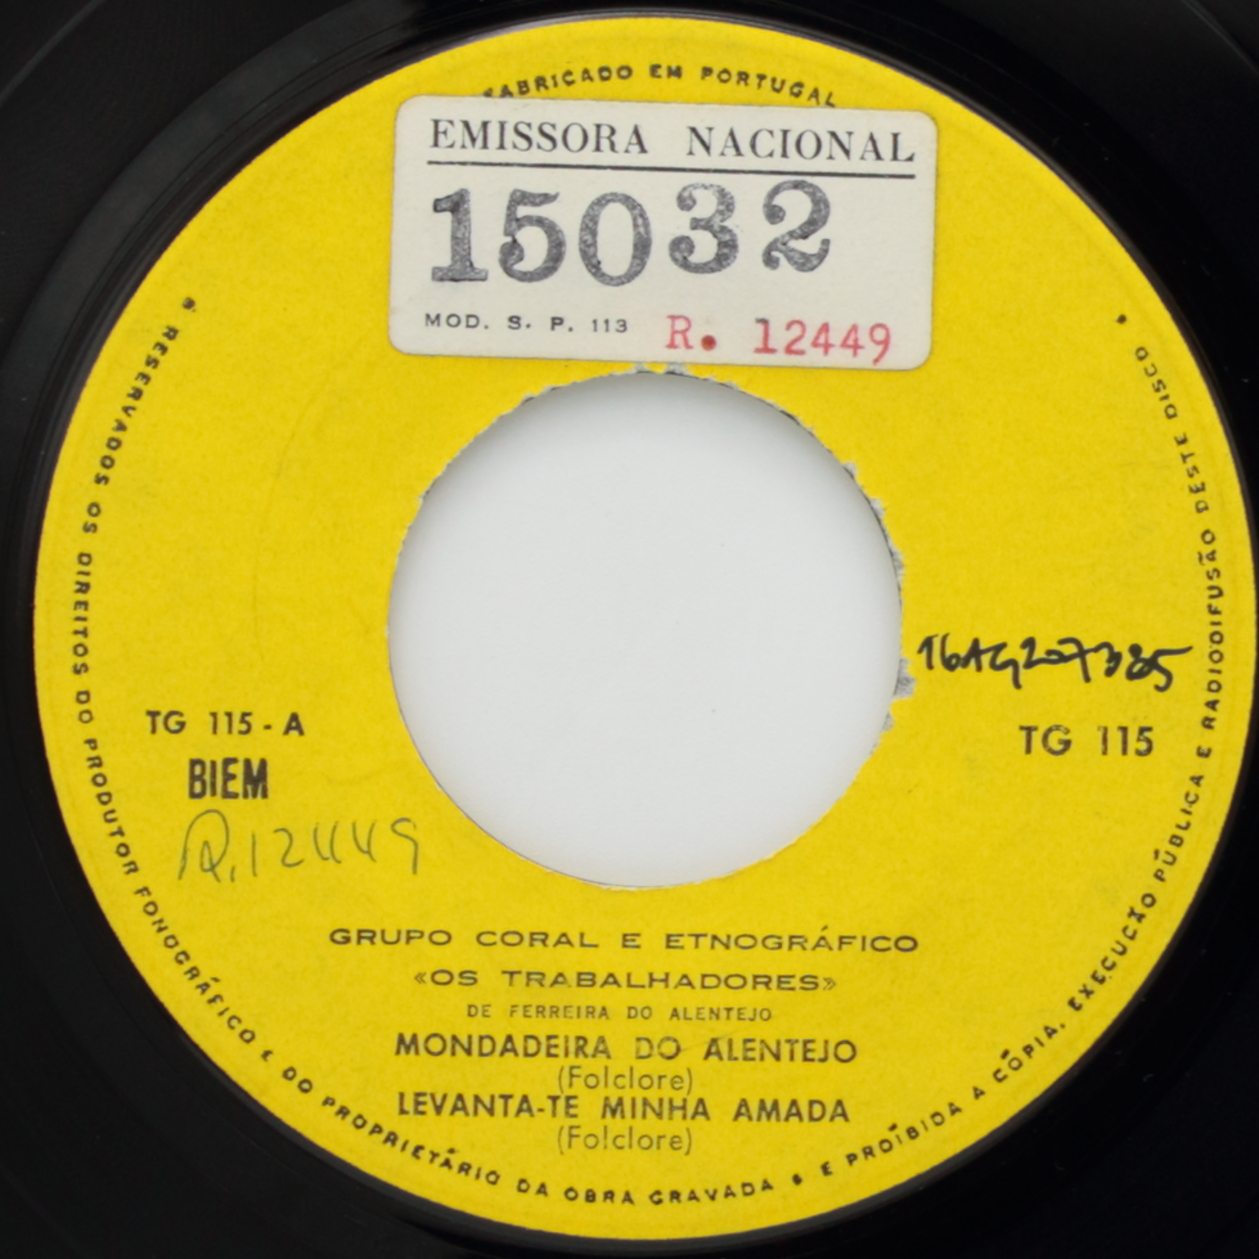 FABRICADO EM PORTUGAL
EMISSORA NACIONAL
15032
MOD. S. P. 113 R. 12449
TG 115 - A
BIEM
R.12449
16AG207385
TG 115
GRUPO CORAL E ETNOGRÁFICO
«OS TRABALHADORES»
DE FERREIRA DO ALENTEJO
MONDADEIRA DO ALENTEJO
(Folclore)
LEVANTA-TE MINHA AMADA
(Folclore)
RESERVADOS OS DIREITOS DO PRODUTOR FONOGRÁFICO E DO PROPRIETÁRIO DA OBRA GRAVADA • E PROÍBIDA A CÓPIA, EXECUÇÃO PÚBLICA E RADIODIFUSÃO DESTE DISCO •